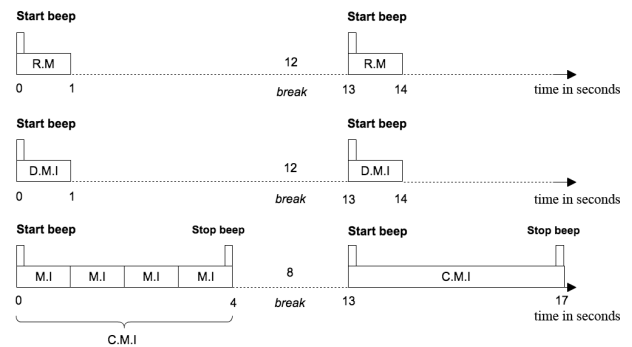 Start beep Start beep
R.M 12 R.M
0 1 break 13 14 time in seconds
Start beep Start beep
D.M.I 12 D.M.I
0 1 break 13 14 time in seconds
Start beep Stop beep Start beep Stop beep
M.I M.I M.I M.I 8 C.M.I
0 4 break 13 17
time in seconds
C.M.I